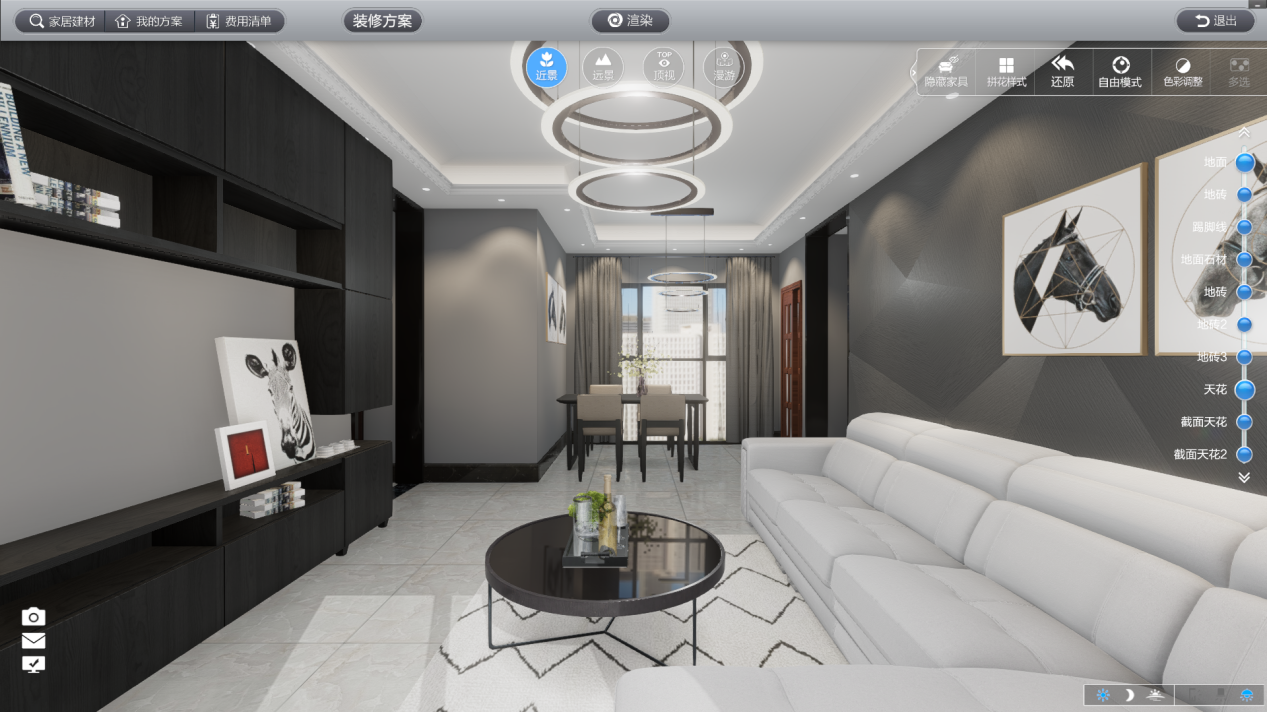 家居建材
我的方案
费用清单
装修方案
渲染
退出
近景
远景
TOP
顶视
漫游
隐藏家具
拼花样式
还原
自由模式
色彩调整
多选
地面
地砖
踢脚线
地面石材
地砖
地砖2
地砖3
天花
截面天花
截面天花2
BUILDING A NEW
MILLENNIUM